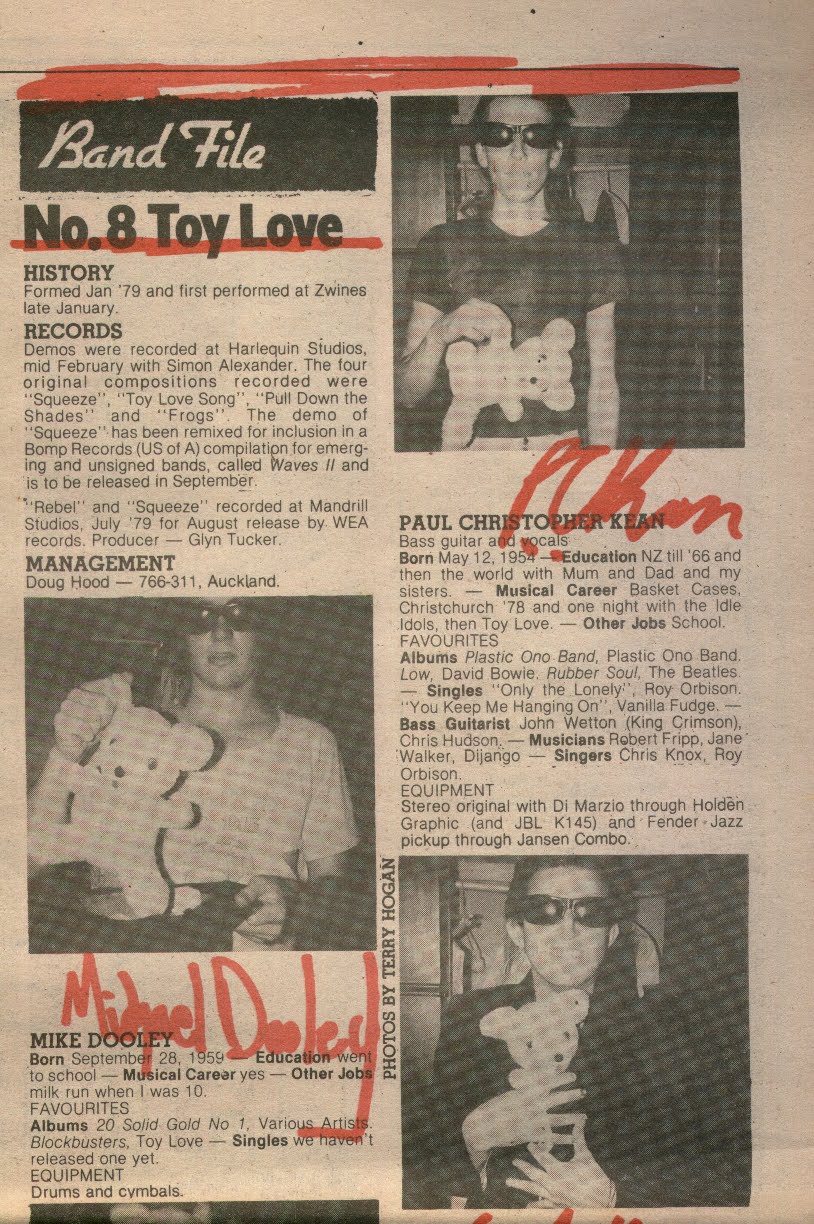 Band File
No. 8 Toy Love
HISTORY
Formed Jan '79 and first performed at Zwines
late January.
RECORDS
Demos were recorded at Harlequin Studios,
mid February with Simon Alexander. The four
original compositions recorded were
"Squeeze", "Toy Love Song", "Pull Down the
Shades" and "Frogs". The demo of
"Squeeze" has been remixed for inclusion in a
Bomp Records (US of A) compilation for emerg-
ing and unsigned bands, called Waves II and
is to be released in September.
"Rebel" and "Squeeze" recorded at Mandrill
Studios, July '79 for August release by WEA
records. Producer — Glyn Tucker.
MANAGEMENT
Doug Hood — 766-311, Auckland.
Michael Dooley
MIKE DOOLEY
Born September 28, 1959 — Education went
to school — Musical Career yes — Other Jobs
milk run when I was 10.
FAVOURITES
Albums 20 Solid Gold No 1, Various Artists.
Blockbusters, Toy Love — Singles we haven't
released one yet.
EQUIPMENT
Drums and cymbals.
PHOTOS BY TERRY HOGAN
Kean
PAUL CHRISTOPHER KEAN
Bass guitar and vocals
Born May 12, 1954 — Education NZ till '66 and
then the world with Mum and Dad and my
sisters. — Musical Career Basket Cases,
Christchurch '78 and one night with the Idle
Idols, then Toy Love. — Other Jobs School.
FAVOURITES
Albums Plastic Ono Band, Plastic Ono Band.
Low, David Bowie. Rubber Soul, The Beatles.
— Singles "Only the Lonely", Roy Orbison.
"You Keep Me Hanging On", Vanilla Fudge. —
Bass Guitarist John Wetton (King Crimson),
Chris Hudson. — Musicians Robert Fripp, Jane
Walker, Dijango — Singers Chris Knox, Roy
Orbison.
EQUIPMENT
Stereo original with Di Marzio through Holden
Graphic (and JBL K145) and Fender Jazz
pickup through Jansen Combo.